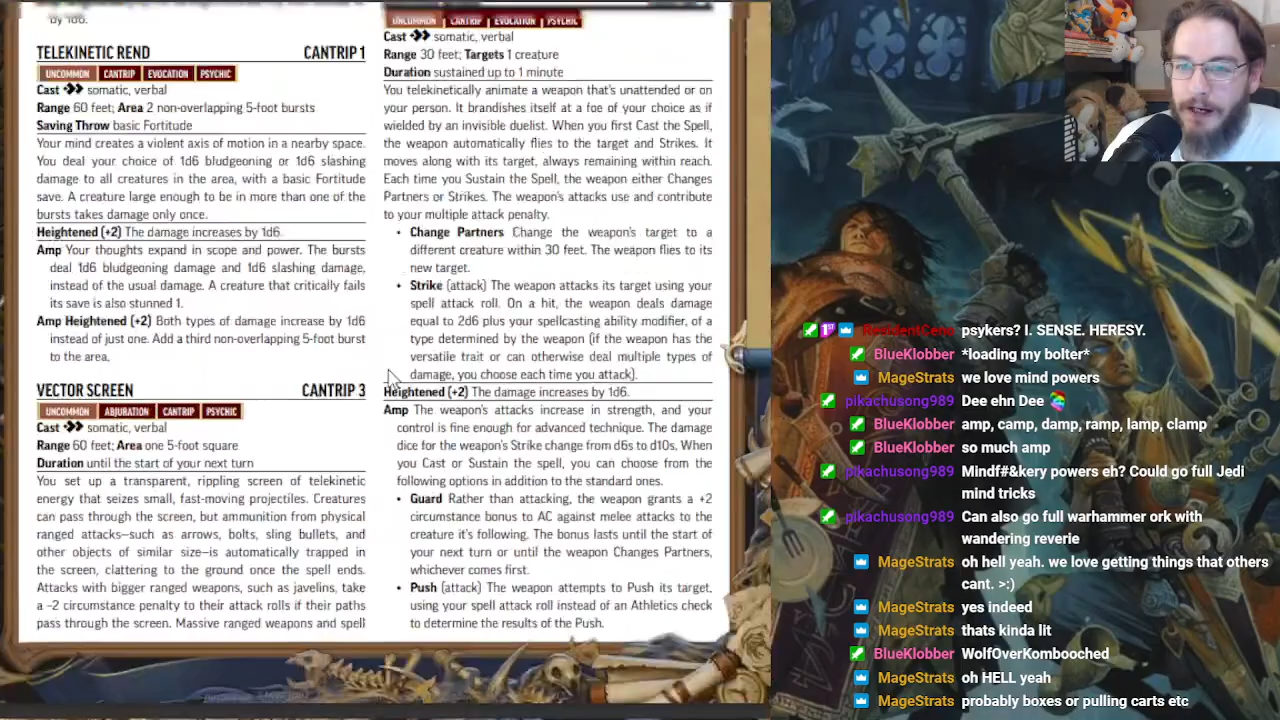 by 1d6.
TELEKINETIC REND CANTRIP 1
UNCOMMON CANTRIP EVOCATION PSYCHIC
Cast somatic, verbal
Range 60 feet; Area 2 non-overlapping 5-foot bursts
Saving Throw basic Fortitude
Your mind creates a violent axis of motion in a nearby space.
You deal your choice of 1d6 bludgeoning or 1d6 slashing
damage to all creatures in the area, with a basic Fortitude
save. A creature large enough to be in more than one of the
bursts takes damage only once.
Heightened (+2) The damage increases by 1d6.
Amp Your thoughts expand in scope and power. The bursts
deal 1d6 bludgeoning damage and 1d6 slashing damage,
instead of the usual damage. A creature that critically fails
its save is also stunned 1.
Amp Heightened (+2) Both types of damage increase by 1d6
instead of just one. Add a third non-overlapping 5-foot burst
to the area.
VECTOR SCREEN CANTRIP 3
UNCOMMON ABJURATION CANTRIP PSYCHIC
Cast somatic, verbal
Range 60 feet; Area one 5-foot square
Duration until the start of your next turn
You set up a transparent, rippling screen of telekinetic
energy that seizes small, fast-moving projectiles. Creatures
can pass through the screen, but ammunition from physical
ranged attacks—such as arrows, bolts, sling bullets, and
other objects of similar size—is automatically trapped in
the screen, clattering to the ground once the spell ends.
Attacks with bigger ranged weapons, such as javelins, take
a –2 circumstance penalty to their attack rolls if their paths
pass through the screen. Massive ranged weapons and spell
UNCOMMON CANTRIP EVOCATION PSYCHIC
Cast somatic, verbal
Range 30 feet; Targets 1 creature
Duration sustained up to 1 minute
You telekinetically animate a weapon that's unattended or on
your person. It brandishes itself at a foe of your choice as if
wielded by an invisible duelist. When you first Cast the Spell,
the weapon automatically flies to the target and Strikes. It
moves along with its target, always remaining within reach.
Each time you Sustain the Spell, the weapon either Changes
Partners or Strikes. The weapon's attacks use and contribute
to your multiple attack penalty.
• Change Partners Change the weapon's target to a
different creature within 30 feet. The weapon flies to its
new target.
• Strike (attack) The weapon attacks its target using your
spell attack roll. On a hit, the weapon deals damage
equal to 2d6 plus your spellcasting ability modifier, of a
type determined by the weapon (if the weapon has the
versatile trait or can otherwise deal multiple types of
damage, you choose each time you attack).
Heightened (+2) The damage increases by 1d6.
Amp The weapon's attacks increase in strength, and your
control is fine enough for advanced technique. The damage
dice for the weapon's Strike change from d6s to d10s. When
you Cast or Sustain the spell, you can choose from the
following options in addition to the standard ones.
• Guard Rather than attacking, the weapon grants a +2
circumstance bonus to AC against melee attacks to the
creature it's following. The bonus lasts until the start of
your next turn or until the weapon Changes Partners,
whichever comes first.
• Push (attack) The weapon attempts to Push its target,
using your spell attack roll instead of an Athletics check
to determine the results of the Push.
ResidentCena psykers? I. SENSE. HERESY.
BlueKlobber *loading my bolter*
MageStrats we love mind powers
pikachusong989 Dee ehn Dee
BlueKlobber amp, camp, damp, ramp, lamp, clamp
BlueKlobber so much amp
pikachusong989 Mindf#&kery powers eh? Could go full Jedi
mind tricks
pikachusong989 Can also go full warhammer ork with
wandering reverie
MageStrats oh hell yeah. we love getting things that others
cant. >:)
MageStrats yes indeed
MageStrats thats kinda lit
BlueKlobber WolfOverKombooched
MageStrats oh HELL yeah
MageStrats probably boxes or pulling carts etc